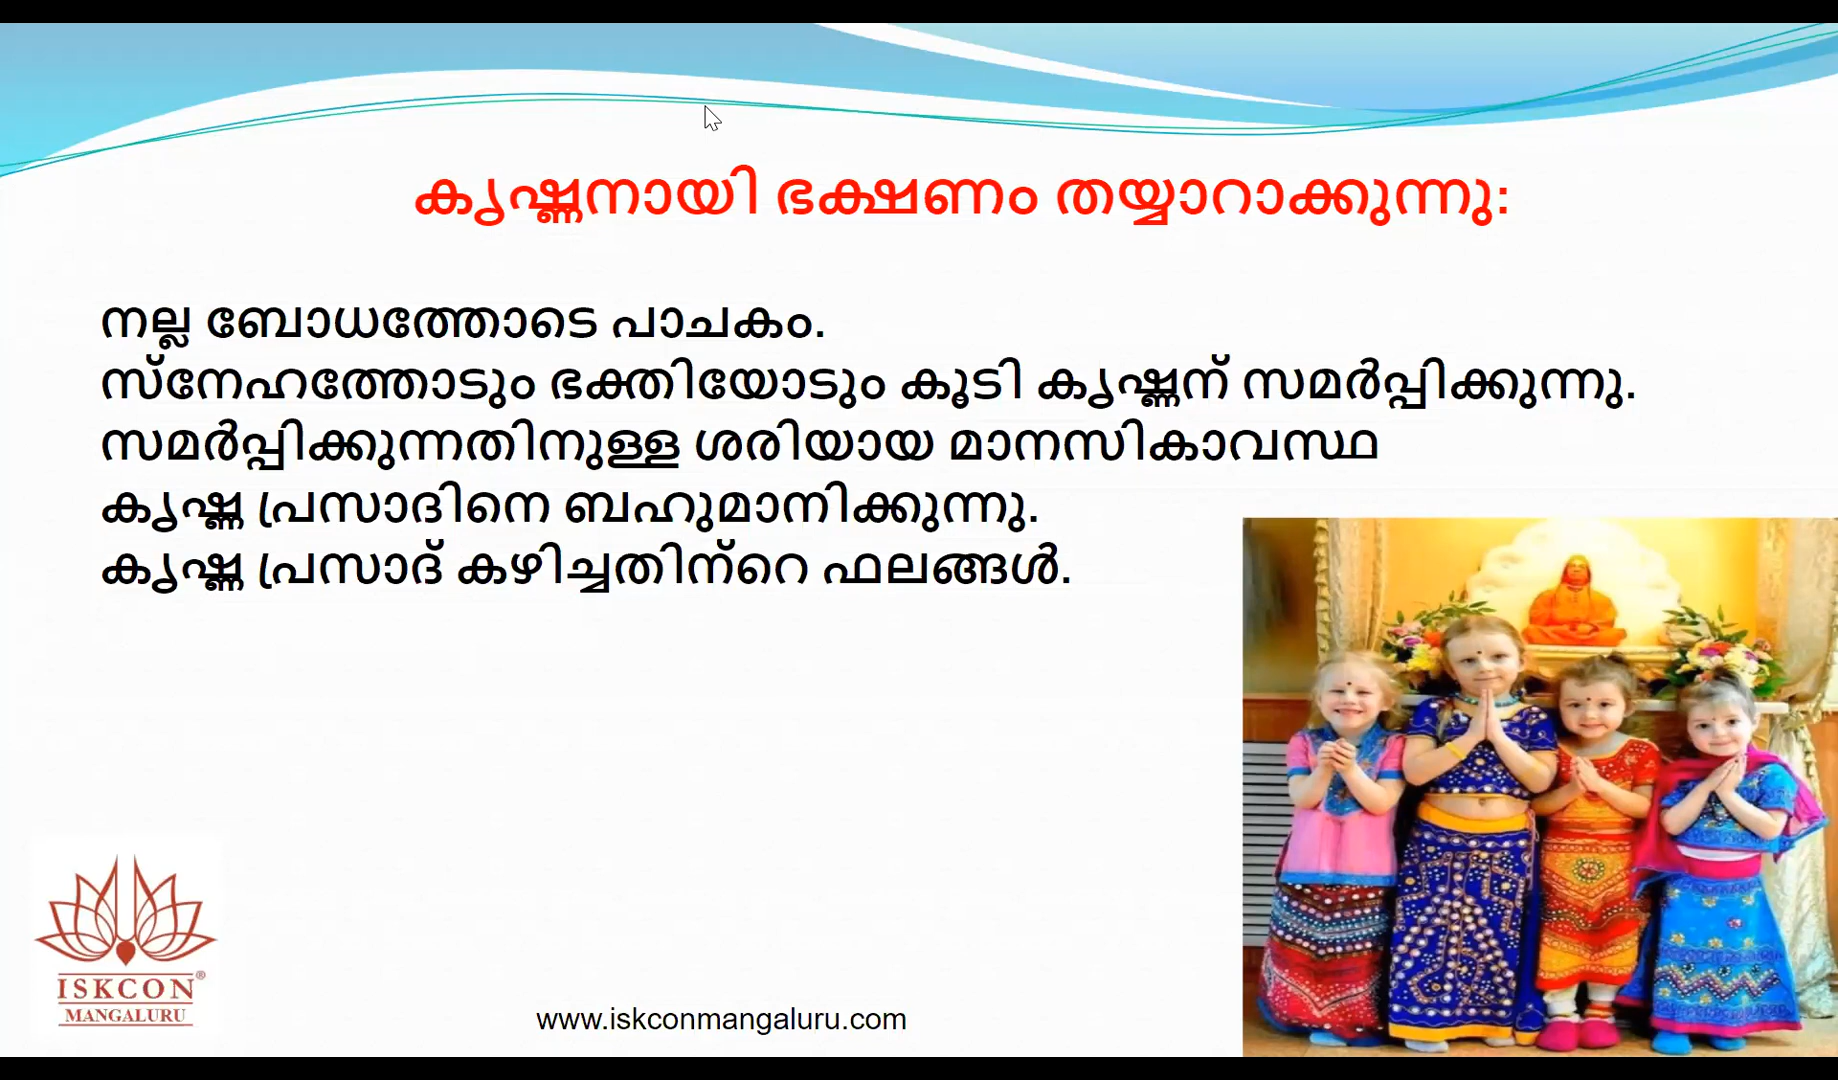 കൃഷ്ണനായി ഭക്ഷണം തയ്യാറാക്കുന്നു:
നല്ല ബോധത്തോടെ പാചകം.
സ്നേഹത്തോടും ഭക്തിയോടും കൂടി കൃഷ്ണന് സമർപ്പിക്കുന്നു.
സമർപ്പിക്കുന്നതിനുള്ള ശരിയായ മാനസികാവസ്ഥ
കൃഷ്ണ പ്രസാദിനെ ബഹുമാനിക്കുന്നു.
കൃഷ്ണ പ്രസാദ് കഴിച്ചതിന്റെ ഫലങ്ങൾ.
ISKCON®
MANGALURU
www.iskconmangaluru.com